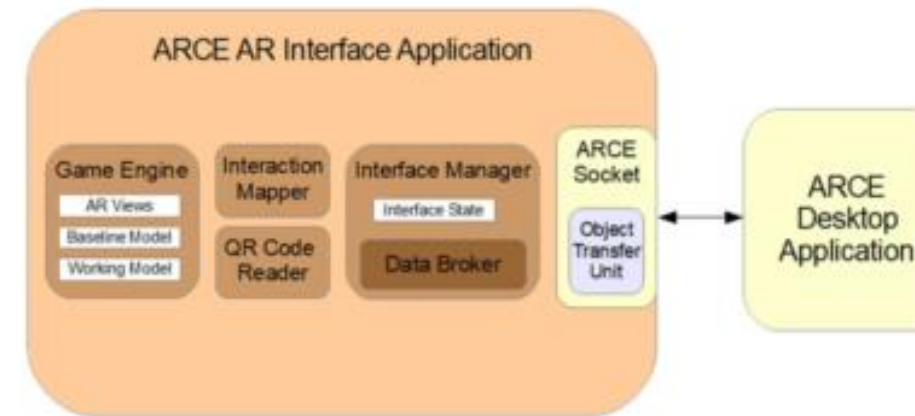 ARCE AR Interface Application
Game Engine
AR Views
Baseline Model
Working Model
Interaction
Mapper
QR Code
Reader
Interface Manager
Interface State
Data Broker
ARCE
Socket
Object
Transfer
Unit
ARCE
Desktop
Application